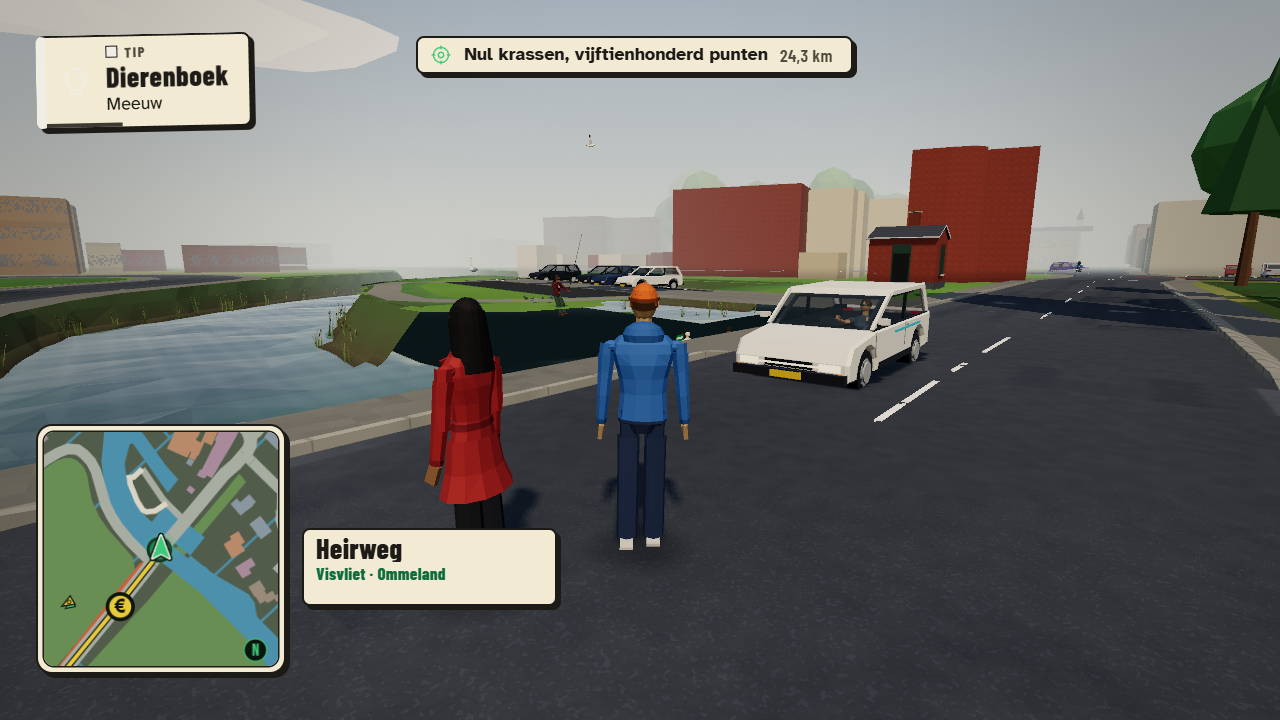 TIP
Dierenboek
Meeuw
Nul krassen, vijftienhonderd punten 24,3 km
Heirweg
Visvliet · Ommeland
€
N